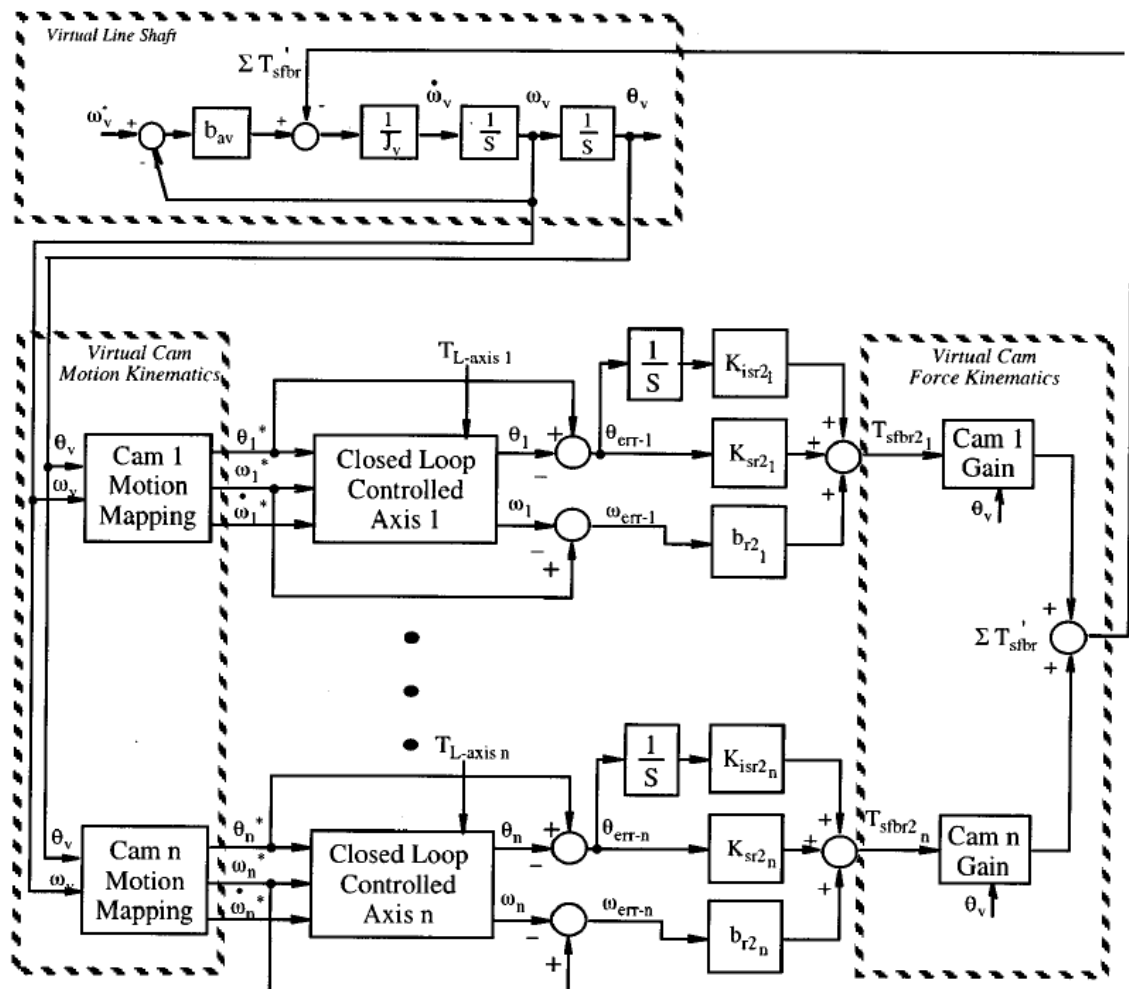 Virtual Line Shaft
Σ T'sfbr
ω̇v
ωv
θv
ω*v
+
-
bav
+
-
1/Jv
1/S
1/S
Virtual Cam
Motion Kinematics
TL-axis 1
1/S
Kisr21
Virtual Cam
Force Kinematics
θv
ωv
Cam 1
Motion
Mapping
θ1*
ω1*
ω̇1*
Closed Loop
Controlled
Axis 1
θ1
ω1
+
−
−
+
θerr-1
ωerr-1
Ksr21
br21
+
+
+
Tsfbr21
Cam 1
Gain
θv
Σ T'sfbr
+
+
TL-axis n
1/S
Kisr2n
θv
Cam n
Motion
Mapping
θn*
ωn*
ω̇n*
Closed Loop
Controlled
Axis n
θn
ωn
+
−
−
+
θerr-n
ωerr-n
Ksr2n
br2n
+
+
+
Tsfbr2n
Cam n
Gain
θv